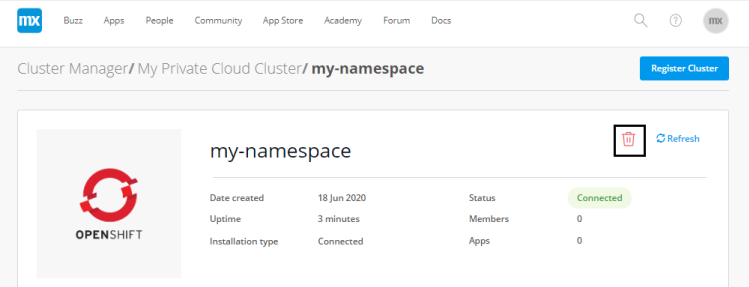 mx Buzz Apps People Community App Store Academy Forum Docs ? mx
Cluster Manager/ My Private Cloud Cluster/ my-namespace Register Cluster
my-namespace Refresh
Date created 18 Jun 2020 Status Connected
Uptime 3 minutes Members 0
Installation type Connected Apps 0
OPENSHIFT